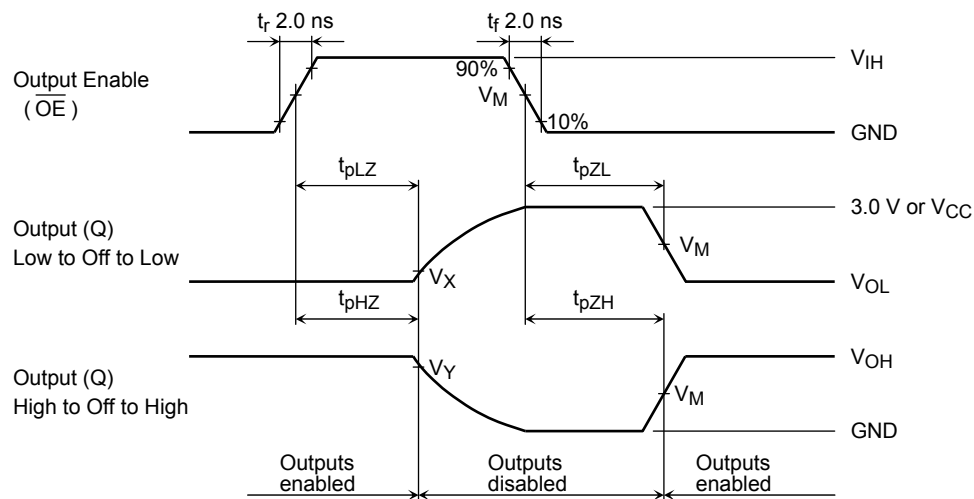 tr 2.0 ns
tf 2.0 ns
Output Enable
(OE)
90%
VM
10%
VIH
GND
tpLZ
tpZL
Output (Q)
Low to Off to Low
VX
VM
3.0 V or VCC
VOL
tpHZ
tpZH
Output (Q)
High to Off to High
VY
VM
VOH
GND
Outputs
enabled
Outputs
disabled
Outputs
enabled